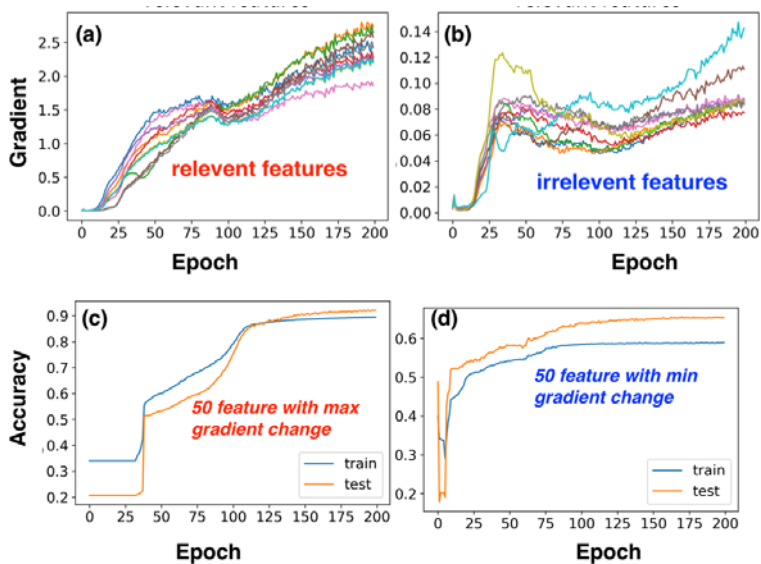 relevant features
relevant features
(a)
(b)
Gradient
2.5
2.0
1.5
1.0
0.5
0.0
0.14
0.12
0.10
0.08
0.06
0.04
0.02
0.00
relevent features
irrelevent features
0 25 50 75 100 125 150 175 200
0 25 50 75 100 125 150 175 200
Epoch
Epoch
(c)
(d)
Accuracy
0.9
0.8
0.7
0.6
0.5
0.4
0.3
0.2
0.6
0.5
0.4
0.3
0.2
50 feature with max
gradient change
50 feature with min
gradient change
train
test
train
test
0 25 50 75 100 125 150 175 200
0 25 50 75 100 125 150 175 200
Epoch
Epoch